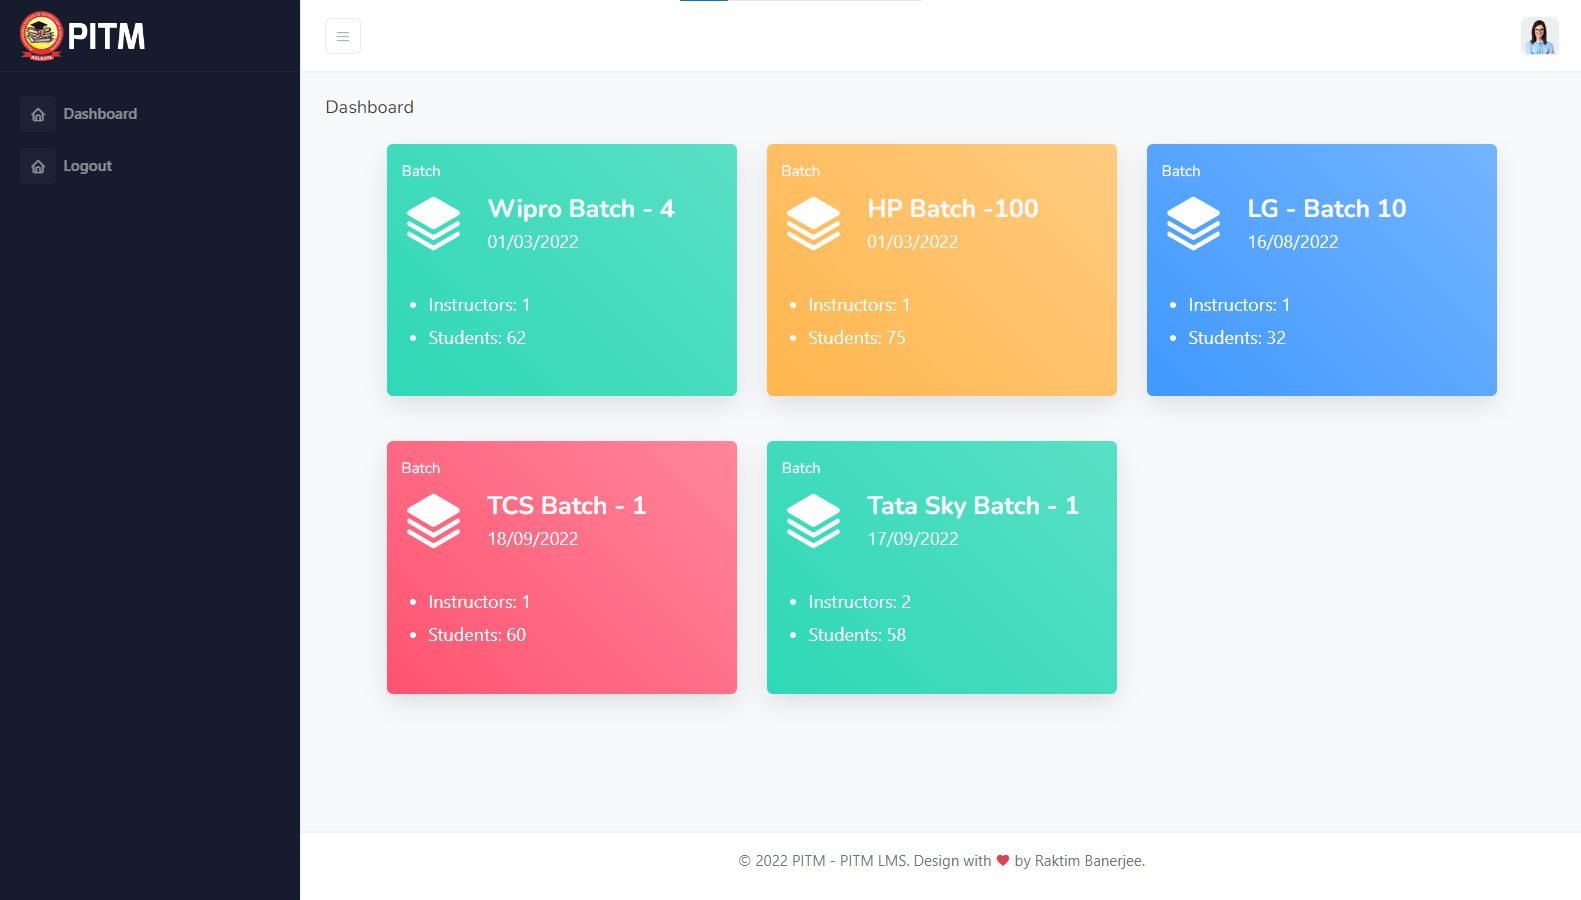 PITM
KOLKATA
Dashboard
Logout
Dashboard
Batch
Wipro Batch - 4
01/03/2022
Instructors: 1
Students: 62
Batch
HP Batch -100
01/03/2022
Instructors: 1
Students: 75
Batch
LG - Batch 10
16/08/2022
Instructors: 1
Students: 32
Batch
TCS Batch - 1
18/09/2022
Instructors: 1
Students: 60
Batch
Tata Sky Batch - 1
17/09/2022
Instructors: 2
Students: 58
© 2022 PITM - PITM LMS. Design with ❤ by Raktim Banerjee.